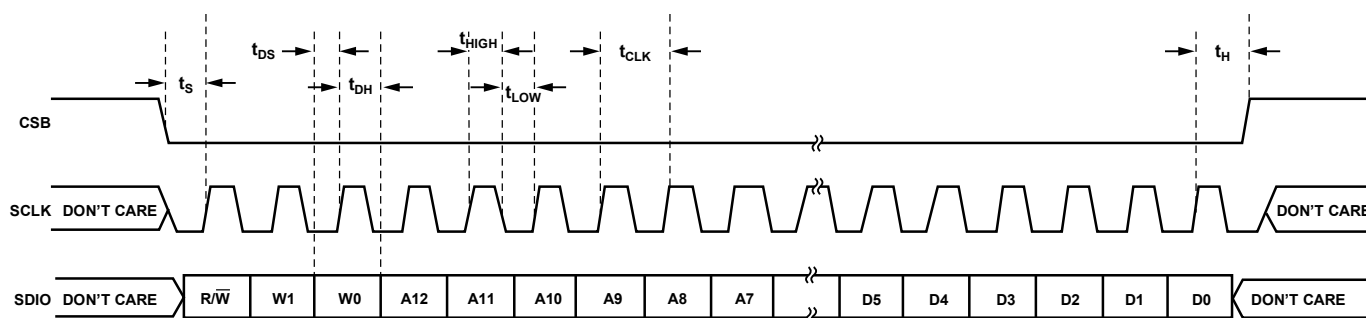 tDS
tHIGH
tCLK
tH
tS
tDH
tLOW
CSB
SCLK DON'T CARE
DON'T CARE
SDIO DON'T CARE R/W̅ W1 W0 A12 A11 A10 A9 A8 A7 D5 D4 D3 D2 D1 D0 DON'T CARE